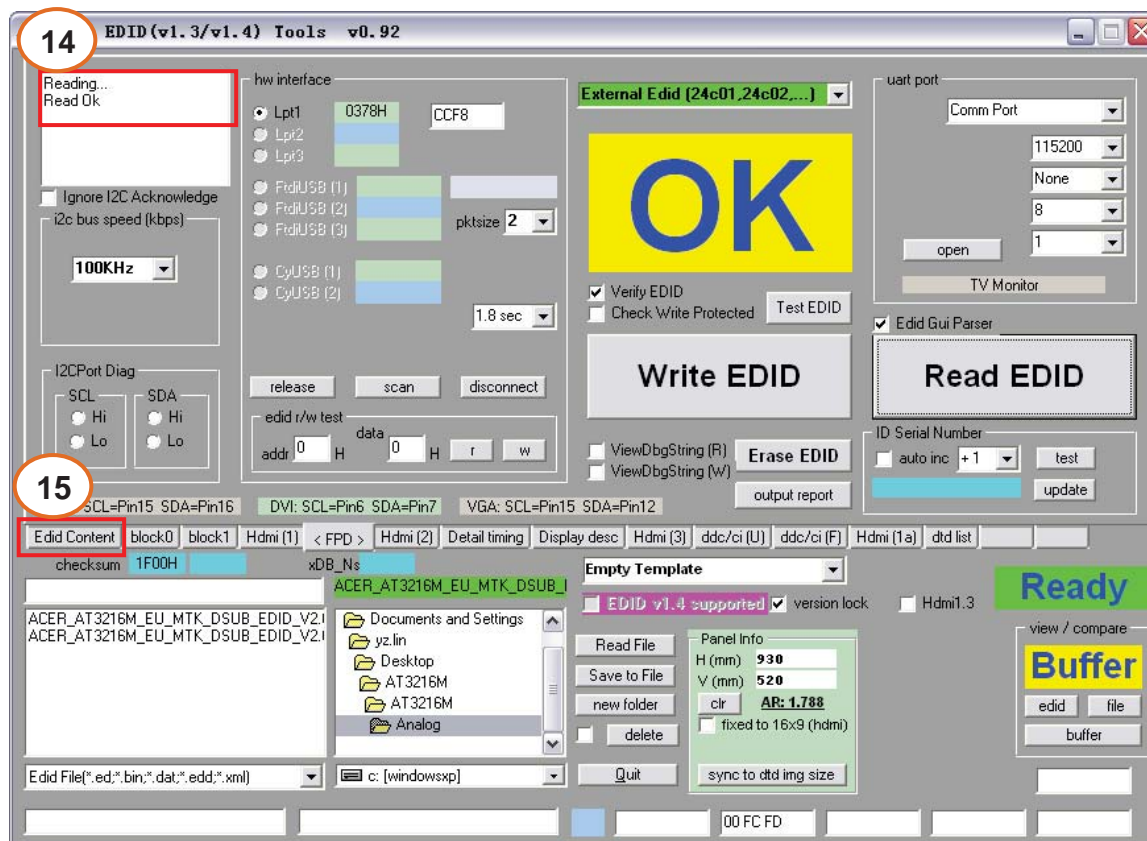 14
EDID(v1.3/v1.4) Tools v0.92
Reading...
Read Ok
Ignore I2C Acknowledge
i2c bus speed (kbps)
100KHz
I2CPort Diag
SCL
SDA
Hi
Hi
Lo
Lo
hw interface
Lpt1 0378H CCF8
Lpt2
Lpt3
FtdiUSB (1)
FtdiUSB (2)
FtdiUSB (3)
pktsize 2
CyUSB (1)
CyUSB (2)
1.8 sec
release scan disconnect
edid r/w test
addr 0 H data 0 H r w
External Edid (24c01,24c02,...)
OK
Verify EDID
Check Write Protected
Test EDID
Write EDID
ViewDbgString (R)
ViewDbgString (W)
Erase EDID
output report
uart port
Comm Port
115200
None
8
1
open
TV Monitor
Edid Gui Parser
Read EDID
ID Serial Number
auto inc +1 test
update
15
SCL=Pin15 SDA=Pin16 DVI: SCL=Pin6 SDA=Pin7 VGA: SCL=Pin15 SDA=Pin12
Edid Content block0 block1 Hdmi (1) < FPD > Hdmi (2) Detail timing Display desc Hdmi (3) ddc/ci (U) ddc/ci (F) Hdmi (1a) dtd list
checksum 1F00H xDB_Ns
ACER_AT3216M_EU_MTK_DSUB_EDID_V2.
ACER_AT3216M_EU_MTK_DSUB_EDID_V2.
Edid File(*.ed;*.bin;*.dat;*.edd;*.xml)
ACER_AT3216M_EU_MTK_DSUB_
Documents and Settings
yz.lin
Desktop
AT3216M
AT3216M
Analog
c: [windowsxp]
Empty Template
EDID v1.4 supported version lock Hdmi1.3
Read File
Save to File
new folder
delete
Quit
Panel Info
H (mm) 930
V (mm) 520
clr AR: 1.788
fixed to 16x9 (hdmi)
sync to dtd img size
Ready
view / compare
Buffer
edid file
buffer
00 FC FD